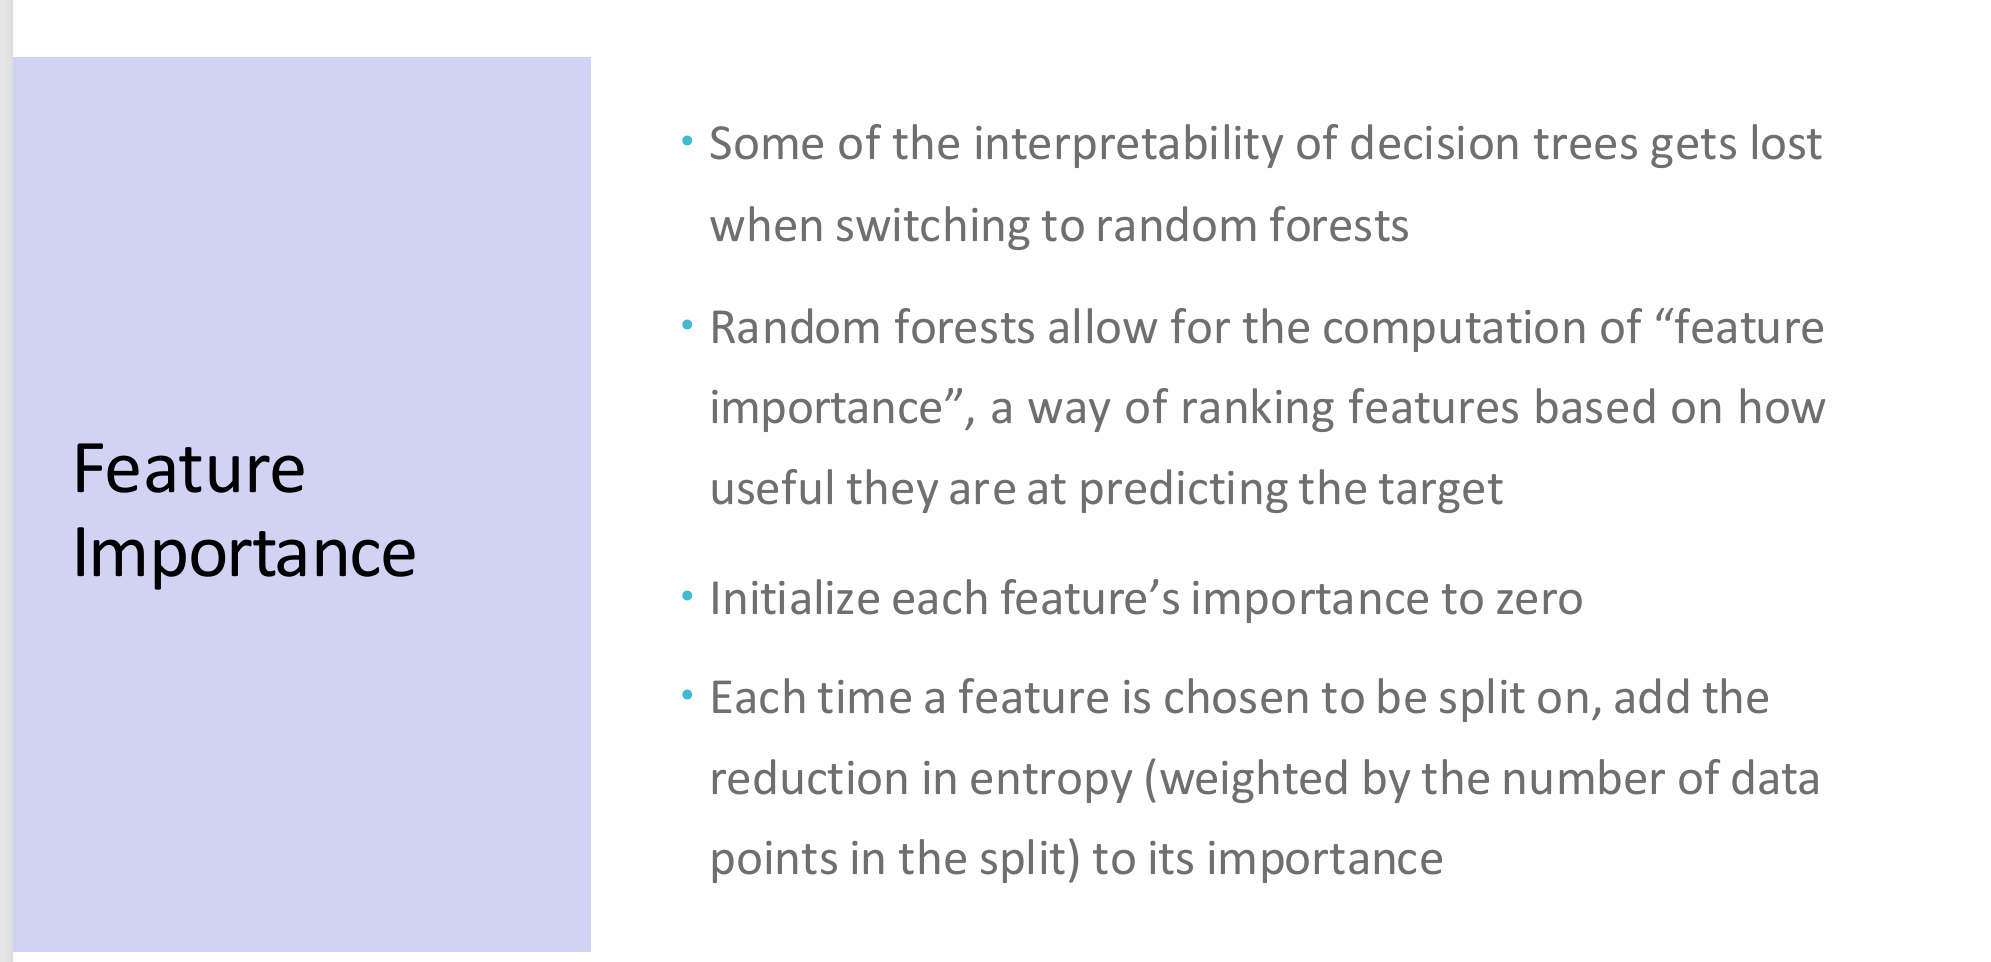 Feature
Importance
• Some of the interpretability of decision trees gets lost
when switching to random forests
• Random forests allow for the computation of “feature
importance”, a way of ranking features based on how
useful they are at predicting the target
• Initialize each feature’s importance to zero
• Each time a feature is chosen to be split on, add the
reduction in entropy (weighted by the number of data
points in the split) to its importance